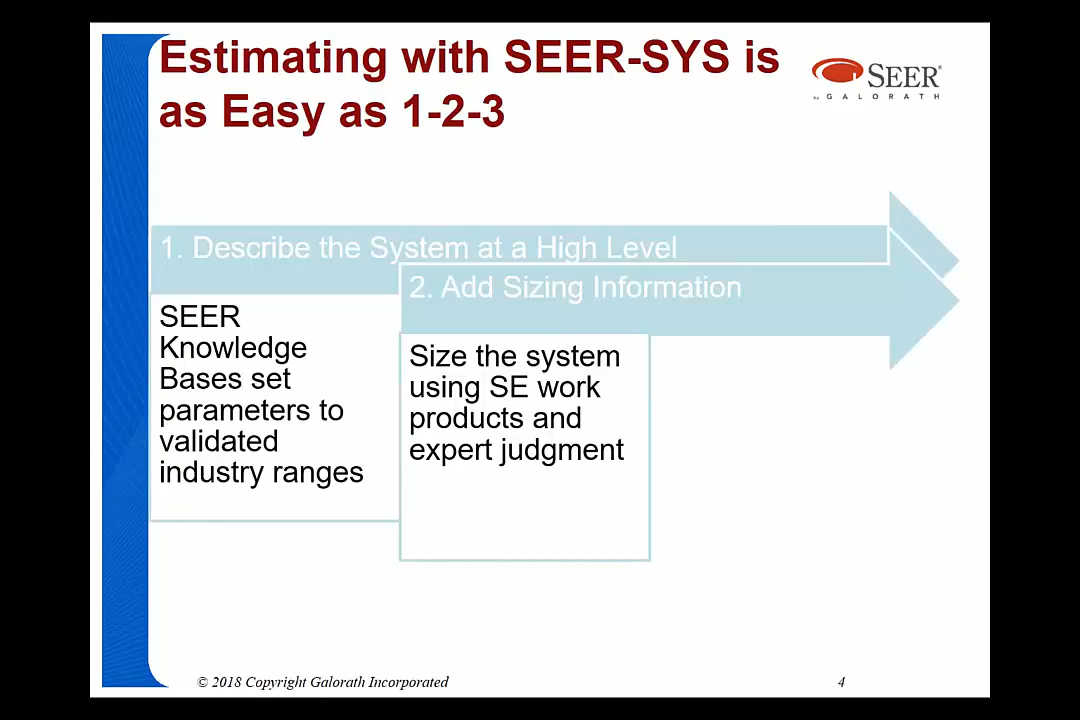 Estimating with SEER-SYS is
as Easy as 1-2-3
SEER®
by GALORATH
1. Describe the System at a High Level
2. Add Sizing Information
SEER
Knowledge
Bases set
parameters to
validated
industry ranges
Size the system
using SE work
products and
expert judgment
© 2018 Copyright Galorath Incorporated
4